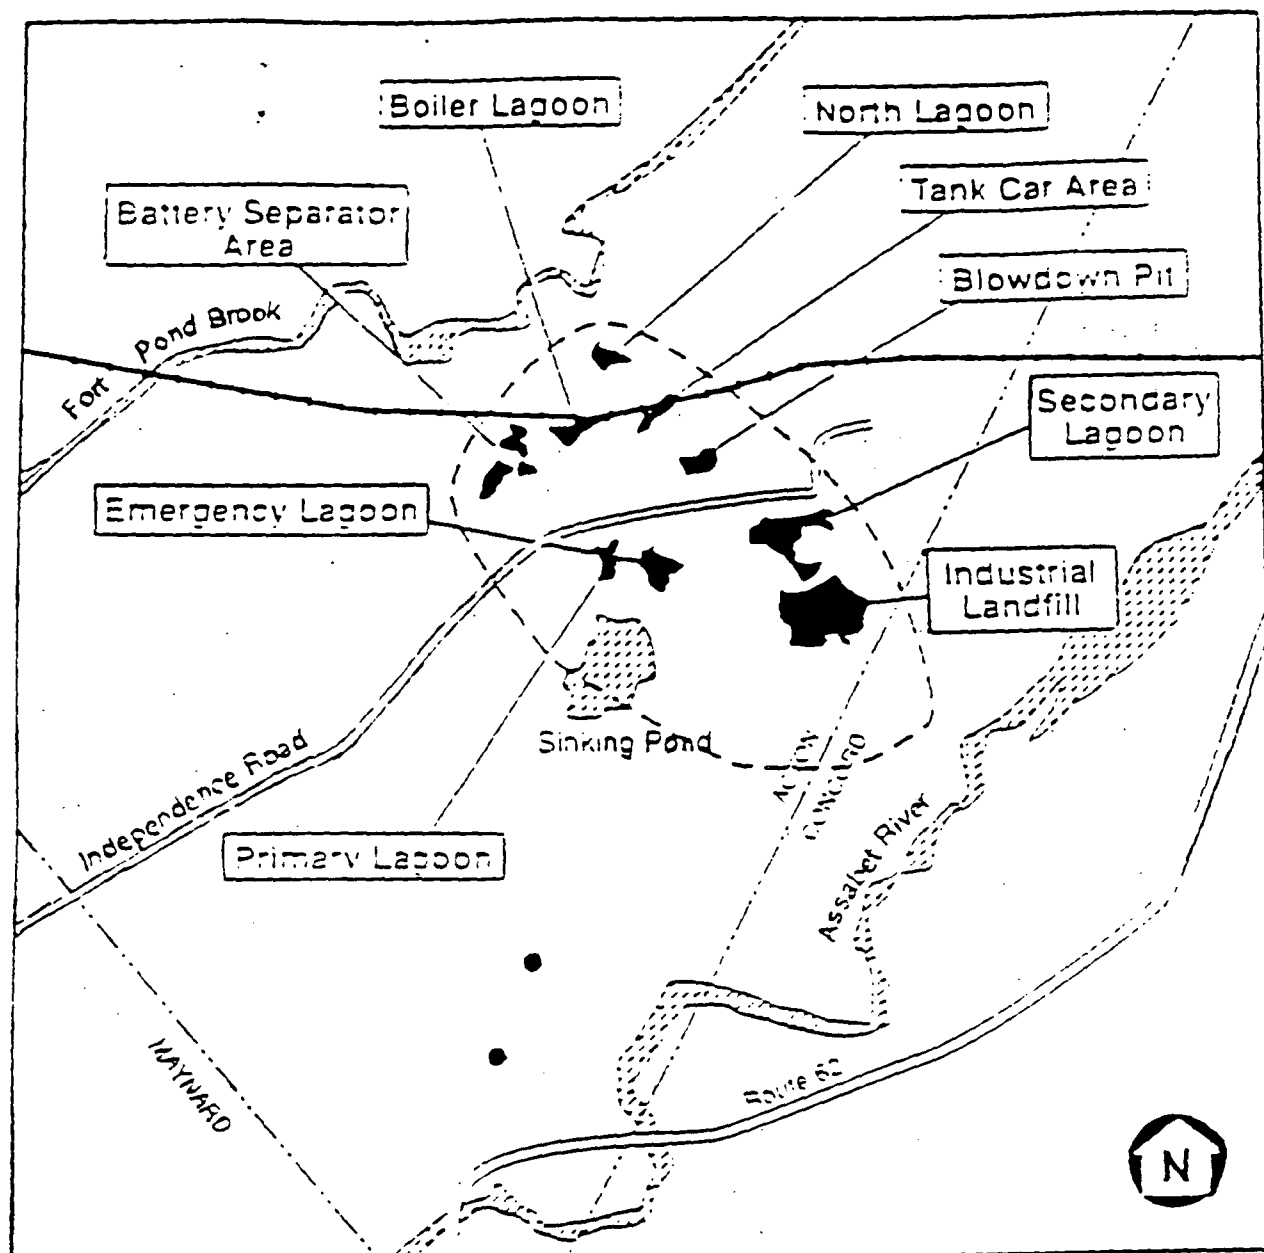 Boiler Lagoon
North Lagoon
Tank Car Area
Battery Separator
Area
Blowdown Pit
Fort Pond Brook
Secondary
Lagoon
Emergency Lagoon
Industrial
Landfill
Sinking Pond
Independence Road
ACTON
CONCORD
Assabet River
Primary Lagoon
MAYNARD
Route 62
N